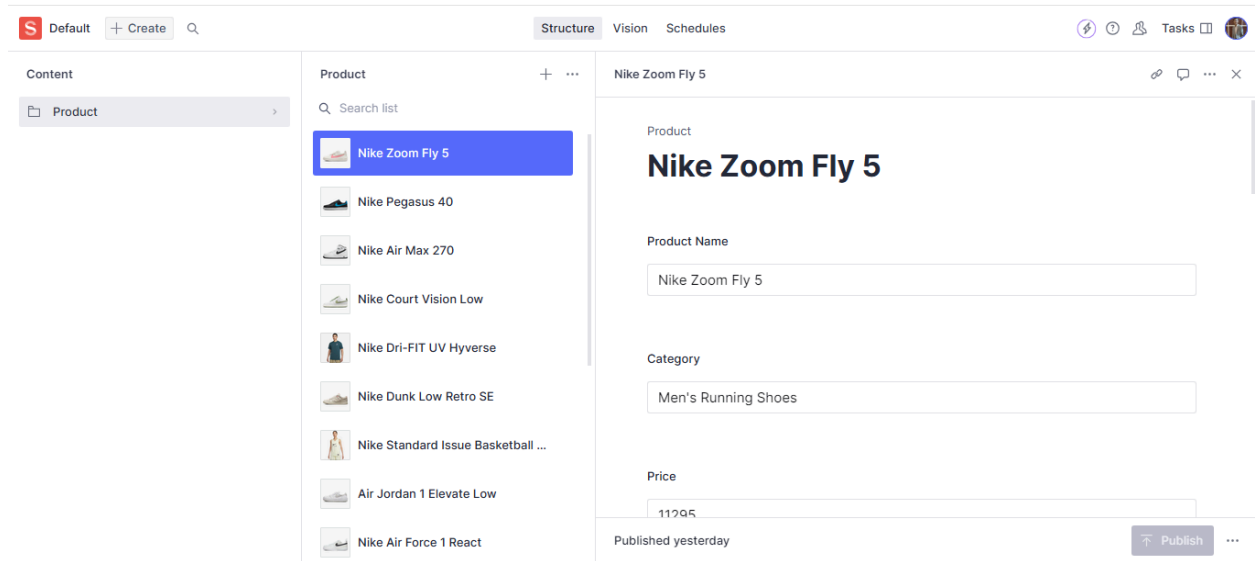 S Default + Create Structure Vision Schedules Tasks
Content
Product
Product
Search list
Nike Zoom Fly 5
Nike Pegasus 40
Nike Air Max 270
Nike Court Vision Low
Nike Dri-FIT UV Hyverse
Nike Dunk Low Retro SE
Nike Standard Issue Basketball ...
Air Jordan 1 Elevate Low
Nike Air Force 1 React
Nike Zoom Fly 5
Product
Nike Zoom Fly 5
Product Name
Nike Zoom Fly 5
Category
Men's Running Shoes
Price
11295
Published yesterday
Publish